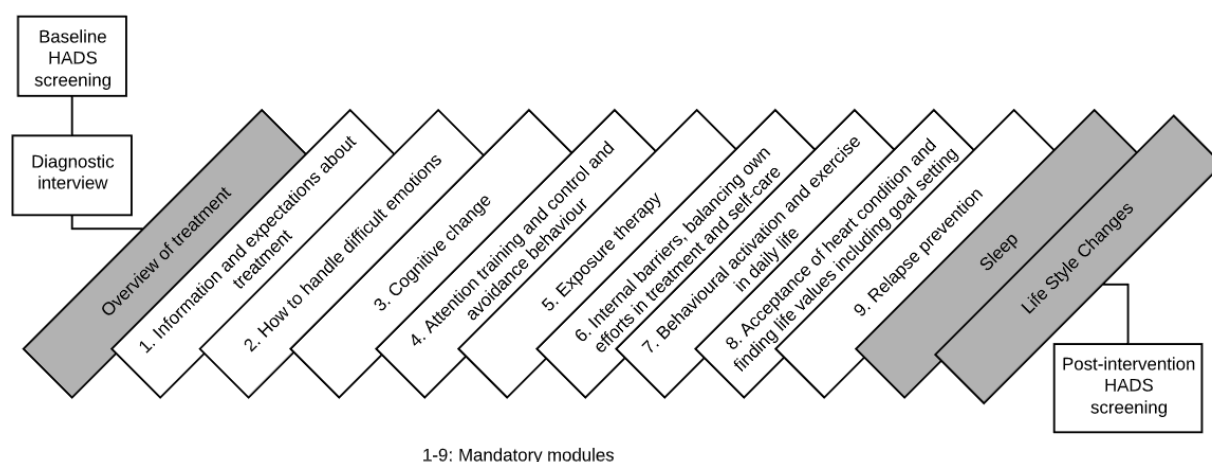 Baseline
HADS
screening
Diagnostic
interview
Overview of treatment
1. Information and expectations about
treatment
2. How to handle difficult emotions
3. Cognitive change
4. Attention training and control and
avoidance behaviour
5. Exposure therapy
6. Internal barriers, balancing own
efforts in treatment and self-care
7. Behavioural activation and exercise
in daily life
8. Acceptance of heart condition and
finding life values including goal setting
9. Relapse prevention
Sleep
Life Style Changes
Post-intervention
HADS
screening
1-9: Mandatory modules